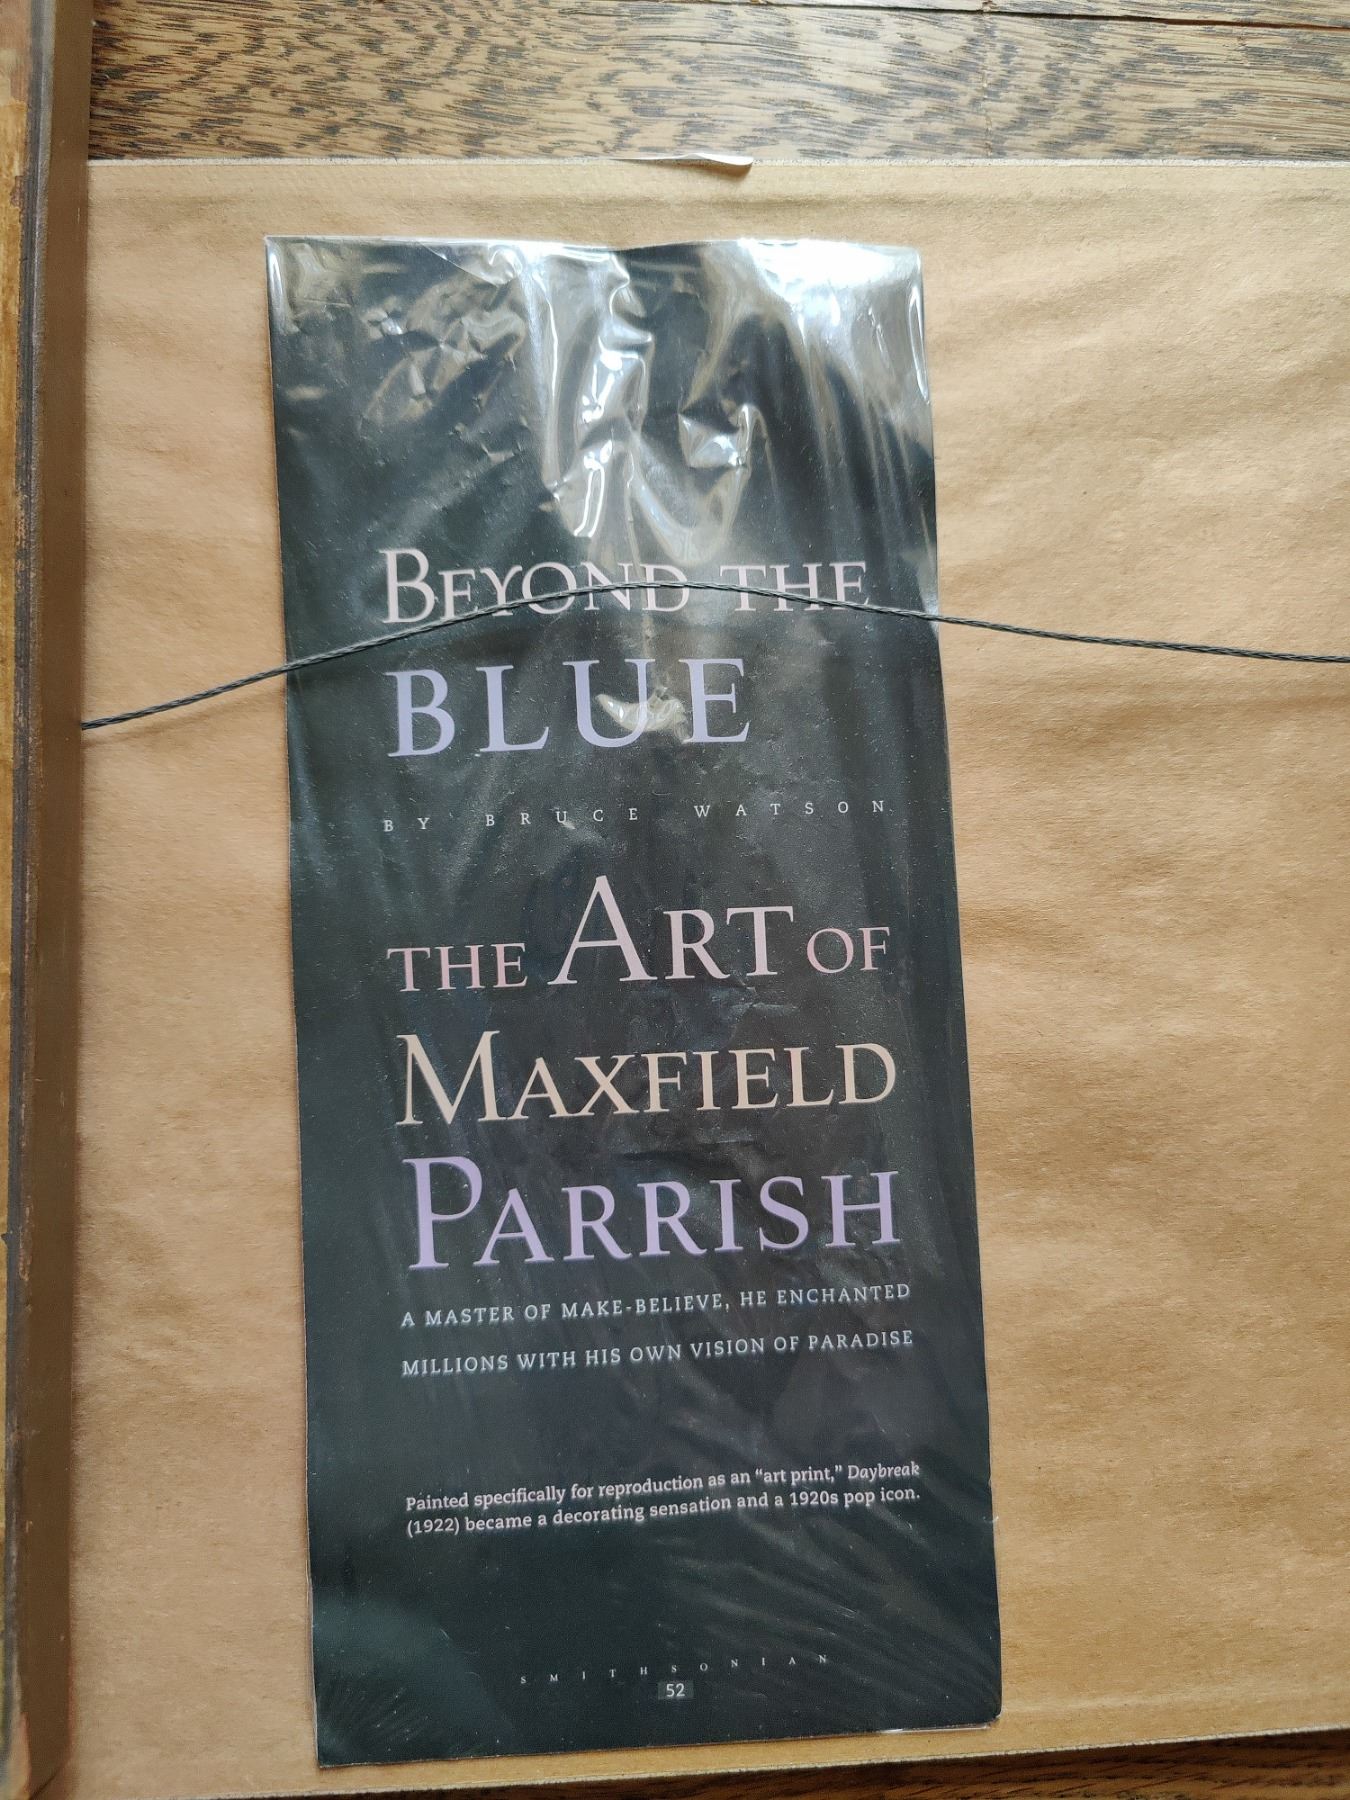 BEYOND THE
BLUE
BY BRUCE WATSON
THE ART OF
MAXFIELD
PARRISH
A MASTER OF MAKE-BELIEVE, HE ENCHANTED
MILLIONS WITH HIS OWN VISION OF PARADISE
Painted specifically for reproduction as an “art print,” Daybreak
(1922) became a decorating sensation and a 1920s pop icon.
SMITHSONIAN
52